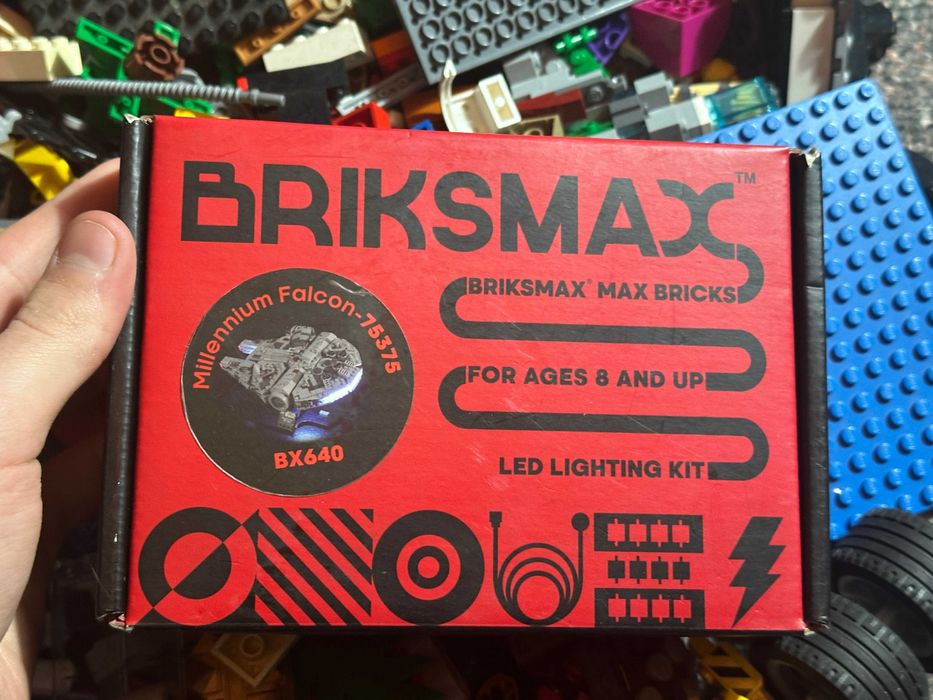 BRIKSMAX™
BRIKSMAX® MAX BRICKS
Millennium Falcon-75375
BX640
FOR AGES 8 AND UP
LED LIGHTING KIT